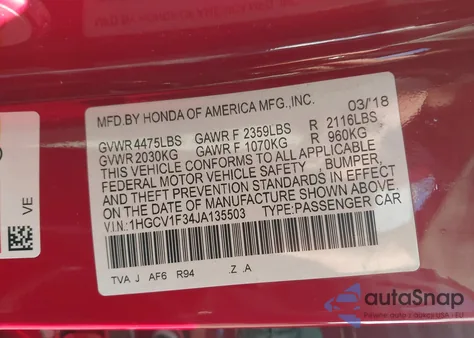 MFD.BY HONDA OF AMERICA MFG.,INC. 03/'18
GVWR 4475LBS GAWR F 2359LBS R 2116LBS
GVWR 2030KG GAWR F 1070KG R 960KG
THIS VEHICLE CONFORMS TO ALL APPLICABLE
FEDERAL MOTOR VEHICLE SAFETY, BUMPER,
AND THEFT PREVENTION STANDARDS IN EFFECT
ON THE DATE OF MANUFACTURE SHOWN ABOVE.
V.I.N.:1HGCV1F34JA135503 TYPE:PASSENGER CAR
TVA J AF6 R94 .Z .A
VE
autoSnap